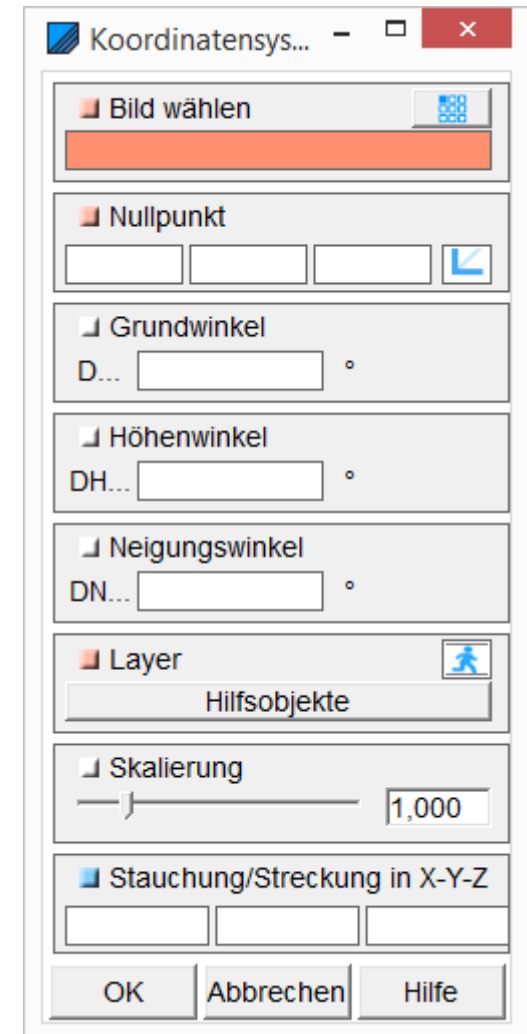 Koordinatensys...
Bild wählen
Nullpunkt
Grundwinkel
D... °
Höhenwinkel
DH... °
Neigungswinkel
DN... °
Layer
Hilfsobjekte
Skalierung
1,000
Stauchung/Streckung in X-Y-Z
OK Abbrechen Hilfe